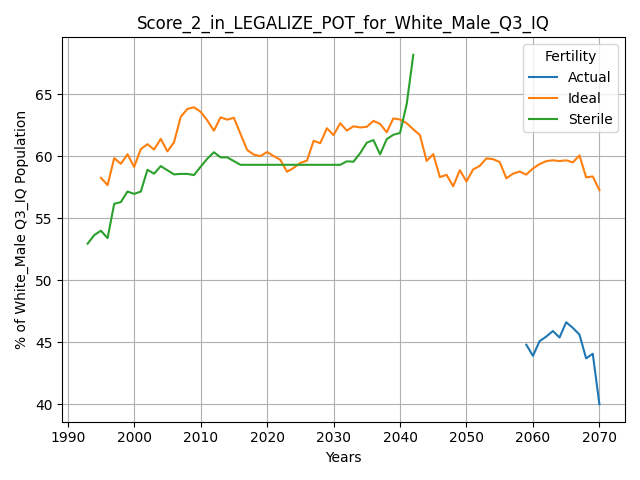 Score_2_in_LEGALIZE_POT_for_White_Male_Q3_IQ
Fertility
Actual
Ideal
Sterile
% of White_Male Q3_IQ Population
65
60
55
50
45
40
1990 2000 2010 2020 2030 2040 2050 2060 2070
Years